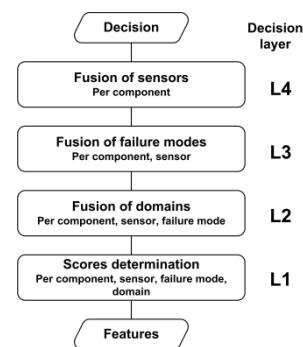 Decision
Decision
layer
Fusion of sensors
Per component
L4
Fusion of failure modes
Per component, sensor
L3
Fusion of domains
Per component, sensor, failure mode
L2
Scores determination
Per component, sensor, failure mode,
domain
L1
Features